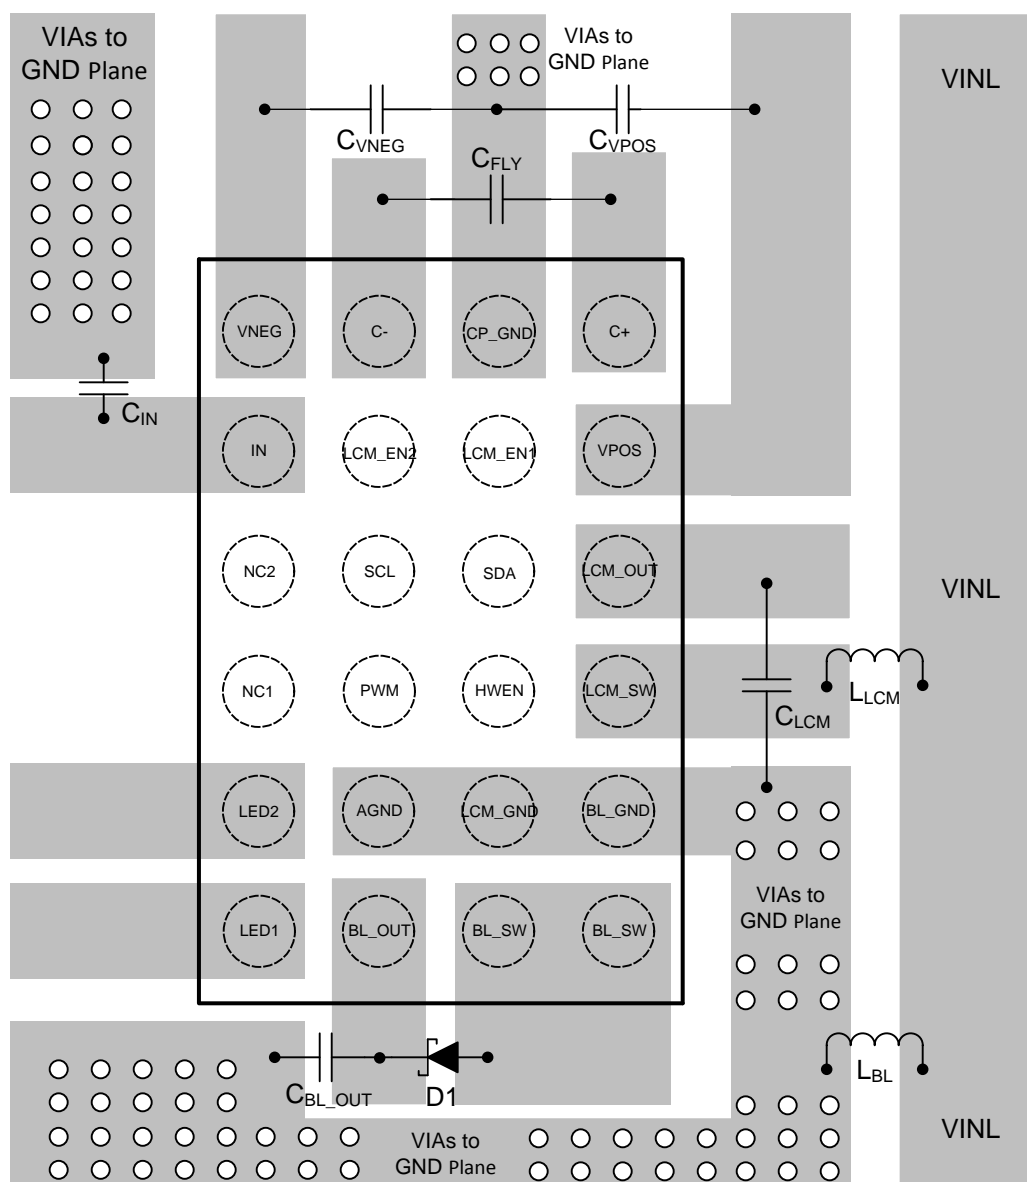 VIAs to
GND Plane
VIAs to
GND Plane
VINL
CVNEG
CVPOS
CFLY
VNEG
C-
CP_GND
C+
CIN
IN
LCM_EN2
LCM_EN1
VPOS
NC2
SCL
SDA
LCM_OUT
VINL
NC1
PWM
HWEN
LCM_SW
CLCM
LLCM
LED2
AGND
LCM_GND
BL_GND
VIAs to
GND Plane
LED1
BL_OUT
BL_SW
BL_SW
CBL_OUT
D1
LBL
VIAs to
GND Plane
VINL